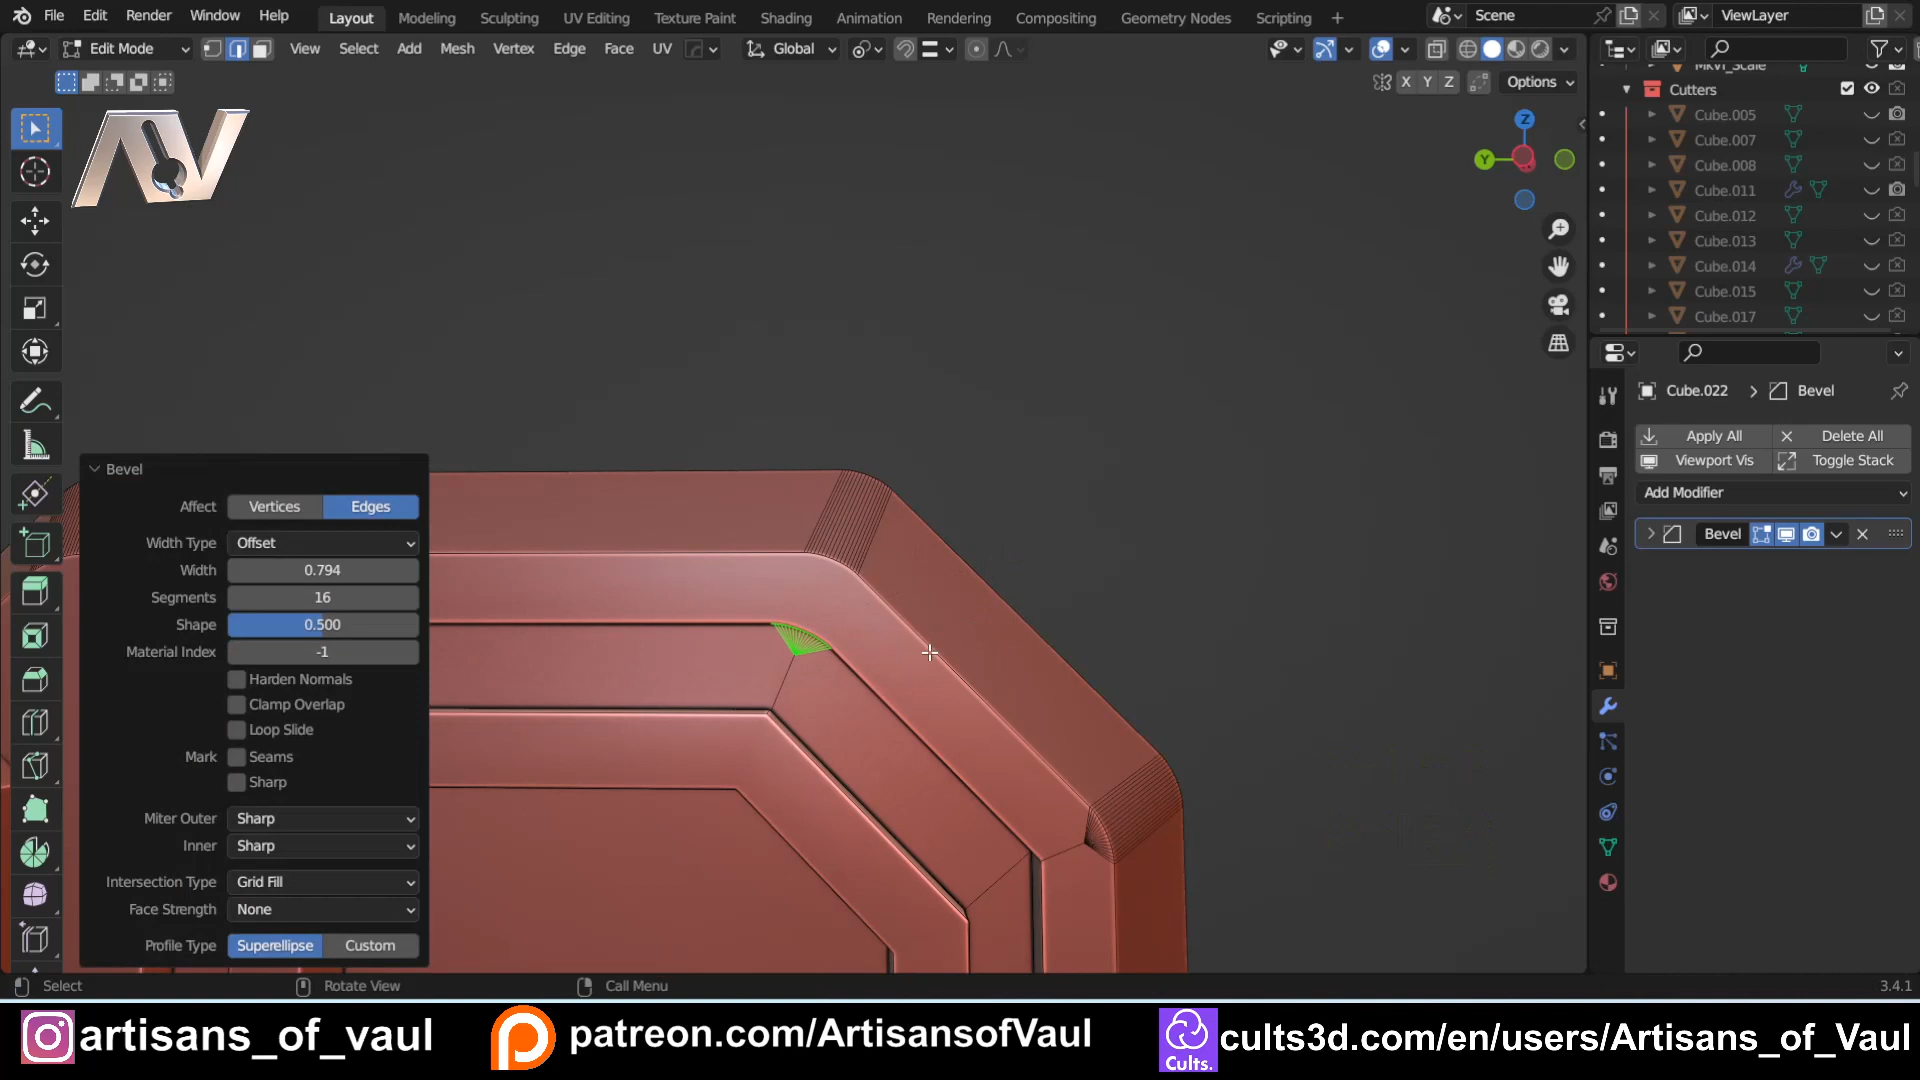 File Edit Render Window Help Layout Modeling Sculpting UV Editing Texture Paint Shading Animation Rendering Compositing Geometry Nodes Scripting + Scene ViewLayer
Edit Mode View Select Add Mesh Vertex Edge Face UV Global
X Y Z Options
MkVI_Scale
Cutters
Cube.005
Cube.007
Cube.008
Cube.011
Cube.012
Cube.013
Cube.014
Cube.015
Cube.017
Z
Y
AV
Cube.022 > Bevel
Apply All Delete All
Viewport Vis Toggle Stack
Add Modifier
Bevel
Bevel
Affect Vertices Edges
Width Type Offset
Width 0.794
Segments 16
Shape 0.500
Material Index -1
Harden Normals
Clamp Overlap
Loop Slide
Mark Seams
Sharp
Miter Outer Sharp
Inner Sharp
Intersection Type Grid Fill
Face Strength None
Profile Type Superellipse Custom
Select Rotate View Call Menu 3.4.1
artisans_of_vaul patreon.com/ArtisansofVaul Cults. cults3d.com/en/users/Artisans_of_Vaul